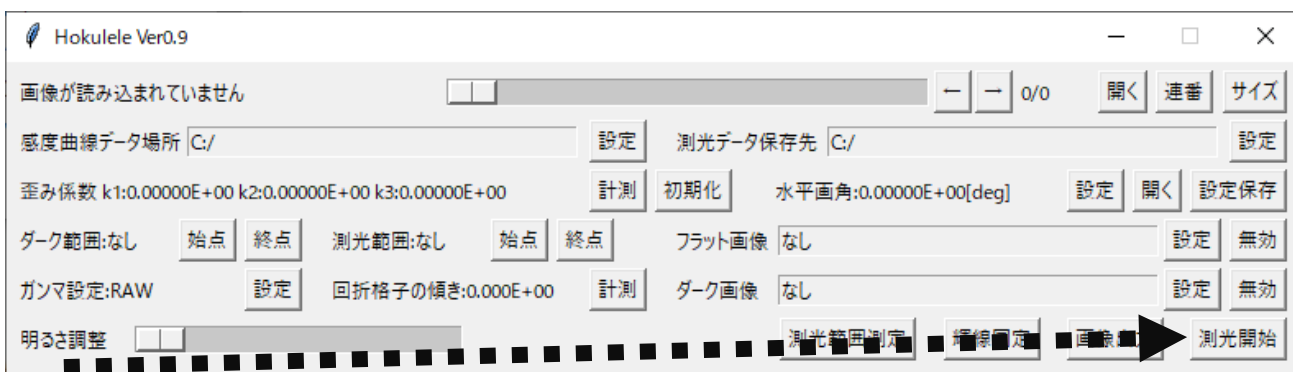 Hokulele Ver0.9
画像が読み込まれていません ← → 0/0 開く 連番 サイズ
感度曲線データ場所 C:/ 設定 測光データ保存先 C:/ 設定
歪み係数 k1:0.00000E+00 k2:0.00000E+00 k3:0.00000E+00 計測 初期化 水平画角:0.00000E+00[deg] 設定 開く 設定保存
ダーク範囲:なし 始点 終点 測光範囲:なし 始点 終点 フラット画像 なし 設定 無効
ガンマ設定:RAW 設定 回折格子の傾き:0.000E+00 計測 ダーク画像 なし 設定 無効
明るさ調整 測光範囲測定 輝線同定 測光開始